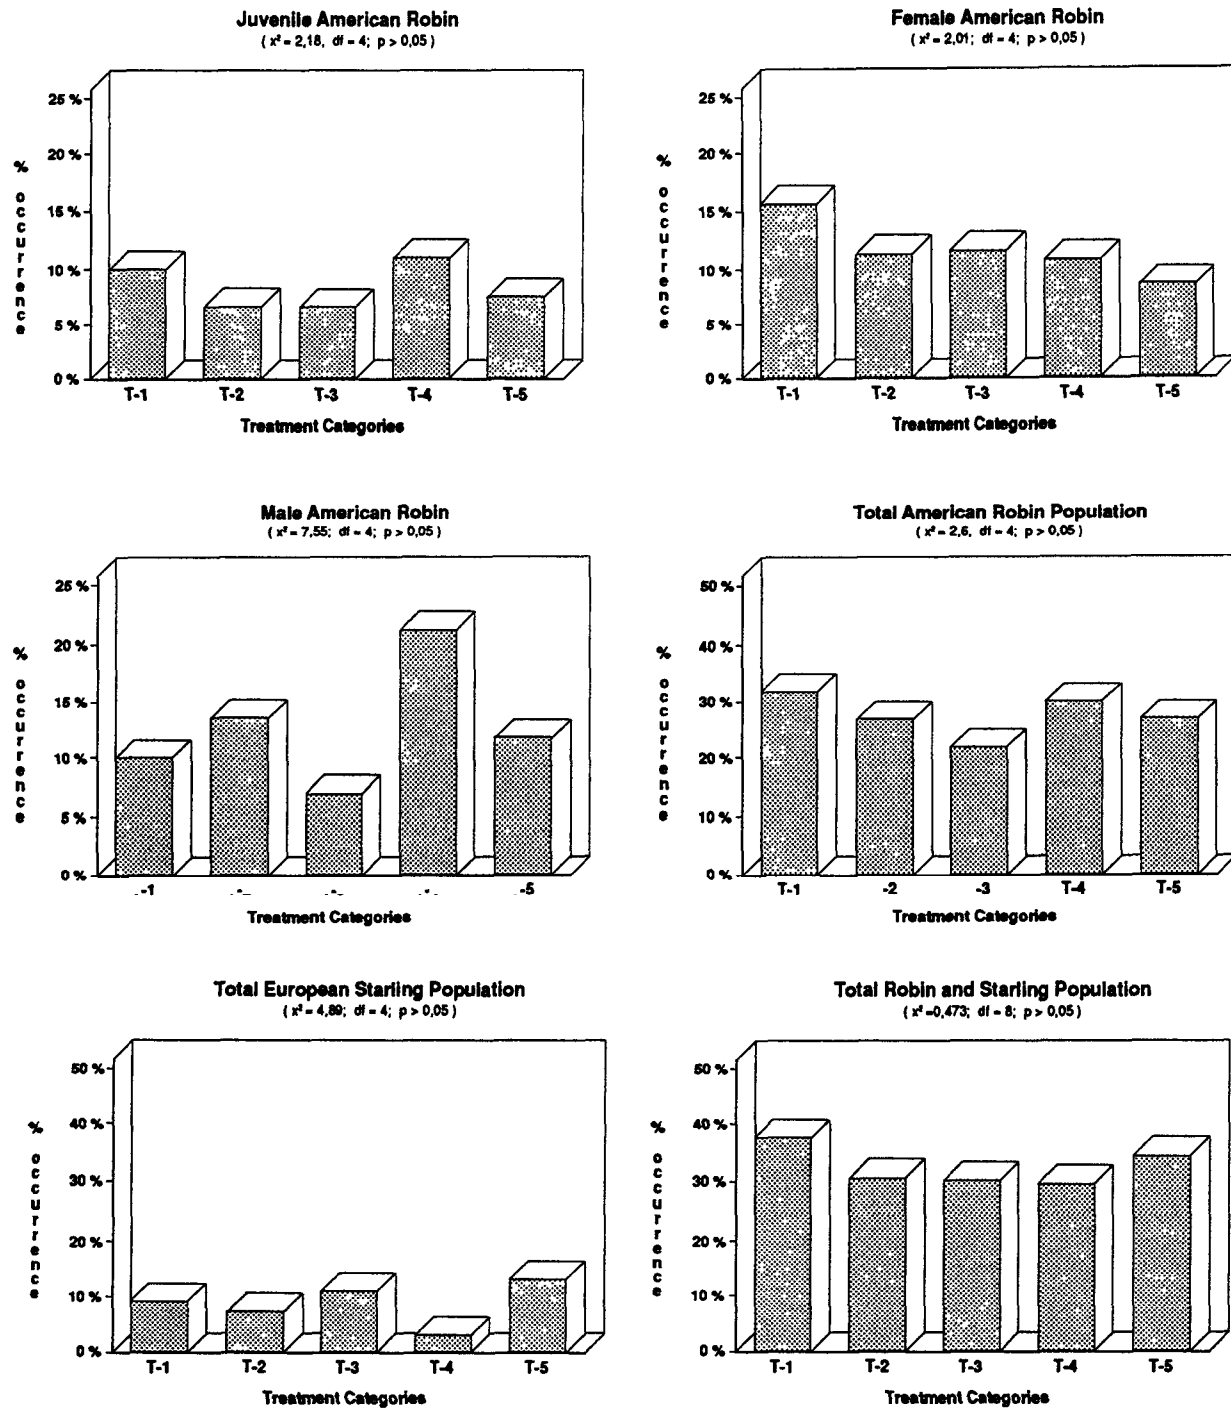 Juvenile American Robin
( x² = 2,18, df = 4; p > 0,05 )
25 %
20 %
15 %
10 %
5 %
0 %
% occurrence
T-1 T-2 T-3 T-4 T-5
Treatment Categories
Female American Robin
( x² = 2,01; df = 4; p > 0,05 )
25 %
20 %
15 %
10 %
5 %
0 %
% occurrence
T-1 T-2 T-3 T-4 T-5
Treatment Categories
Male American Robin
( x² = 7,55; df = 4; p > 0,05 )
25 %
20 %
15 %
10 %
5 %
0 %
% occurrence
-1 -5
Treatment Categories
Total American Robin Population
( x² = 2,6, df = 4; p > 0,05 )
50 %
40 %
30 %
20 %
10 %
0 %
% occurrence
T-1 -2 -3 T-4 T-5
Treatment Categories
Total European Starling Population
( x² = 4,89; df = 4; p > 0,05 )
50 %
40 %
30 %
20 %
10 %
0 %
% occurrence
T-1 T-2 T-3 T-4 T-5
Treatment Categories
Total Robin and Starling Population
( x² =0,473; df = 8; p > 0,05 )
50 %
40 %
30 %
20 %
10 %
0 %
% occurrence
T-1 T-2 T-3 T-4 T-5
Treatment Categories